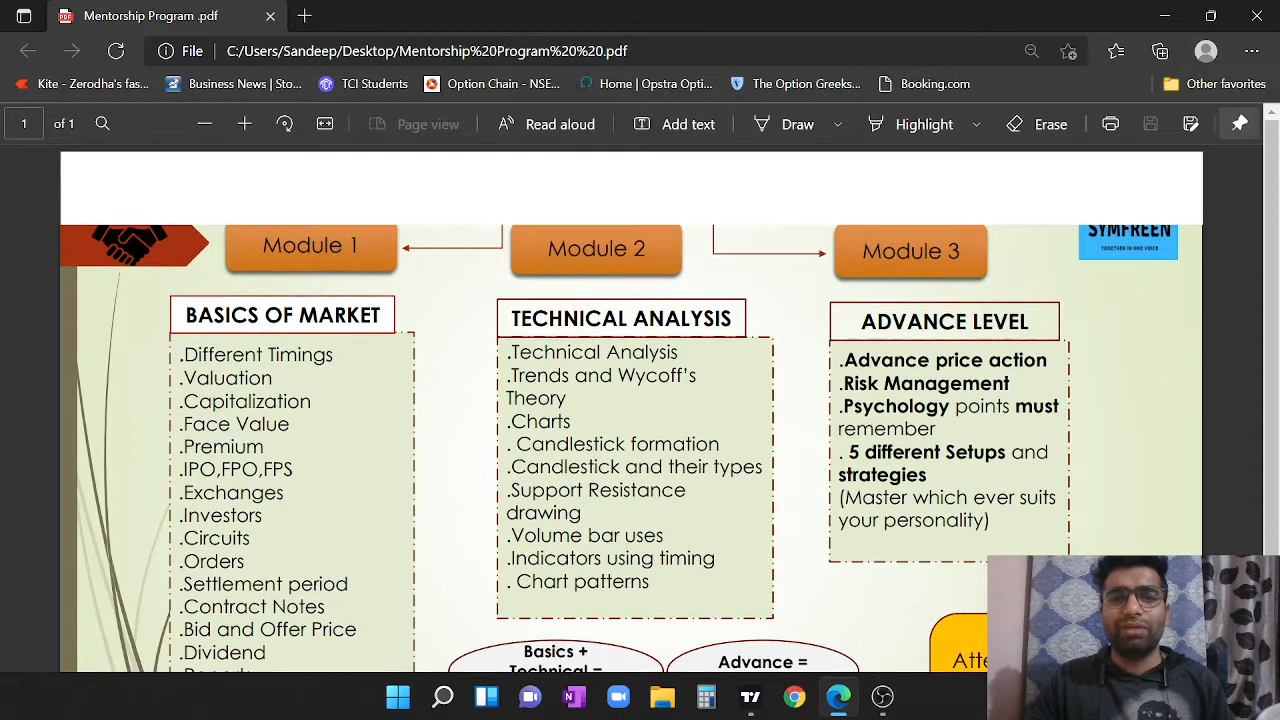 Mentorship Program .pdf
File
C:/Users/Sandeep/Desktop/Mentorship%20Program%20%20.pdf
Kite - Zerodha's fas...
Business News | Sto...
TCI Students
Option Chain - NSE...
Home | Opstra Opti...
The Option Greeks...
Booking.com
Other favorites
1 of 1
Page view
Read aloud
Add text
Draw
Highlight
Erase
Module 1
Module 2
Module 3
SYMFREEN
TOGETHER IN ONE VOICE
BASICS OF MARKET
.Different Timings
.Valuation
.Capitalization
.Face Value
.Premium
.IPO,FPO,FPS
.Exchanges
.Investors
.Circuits
.Orders
.Settlement period
.Contract Notes
.Bid and Offer Price
.Dividend
TECHNICAL ANALYSIS
.Technical Analysis
.Trends and Wycoff's
Theory
.Charts
. Candlestick formation
.Candlestick and their types
.Support Resistance
drawing
.Volume bar uses
.Indicators using timing
. Chart patterns
ADVANCE LEVEL
.Advance price action
.Risk Management
.Psychology points must
remember
. 5 different Setups and
strategies
(Master which ever suits
your personality)
Basics +
Technical =
Advance =